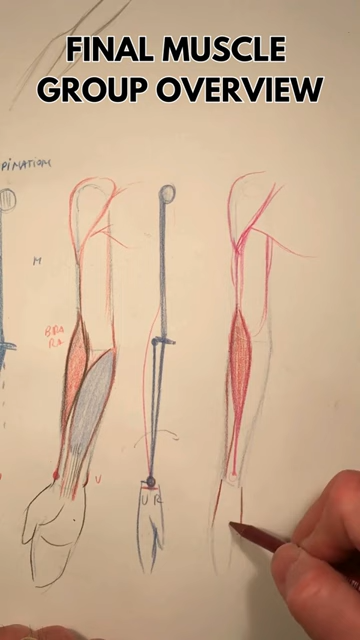 FINAL MUSCLE
GROUP OVERVIEW
PINATION
M
BRA
U
U R